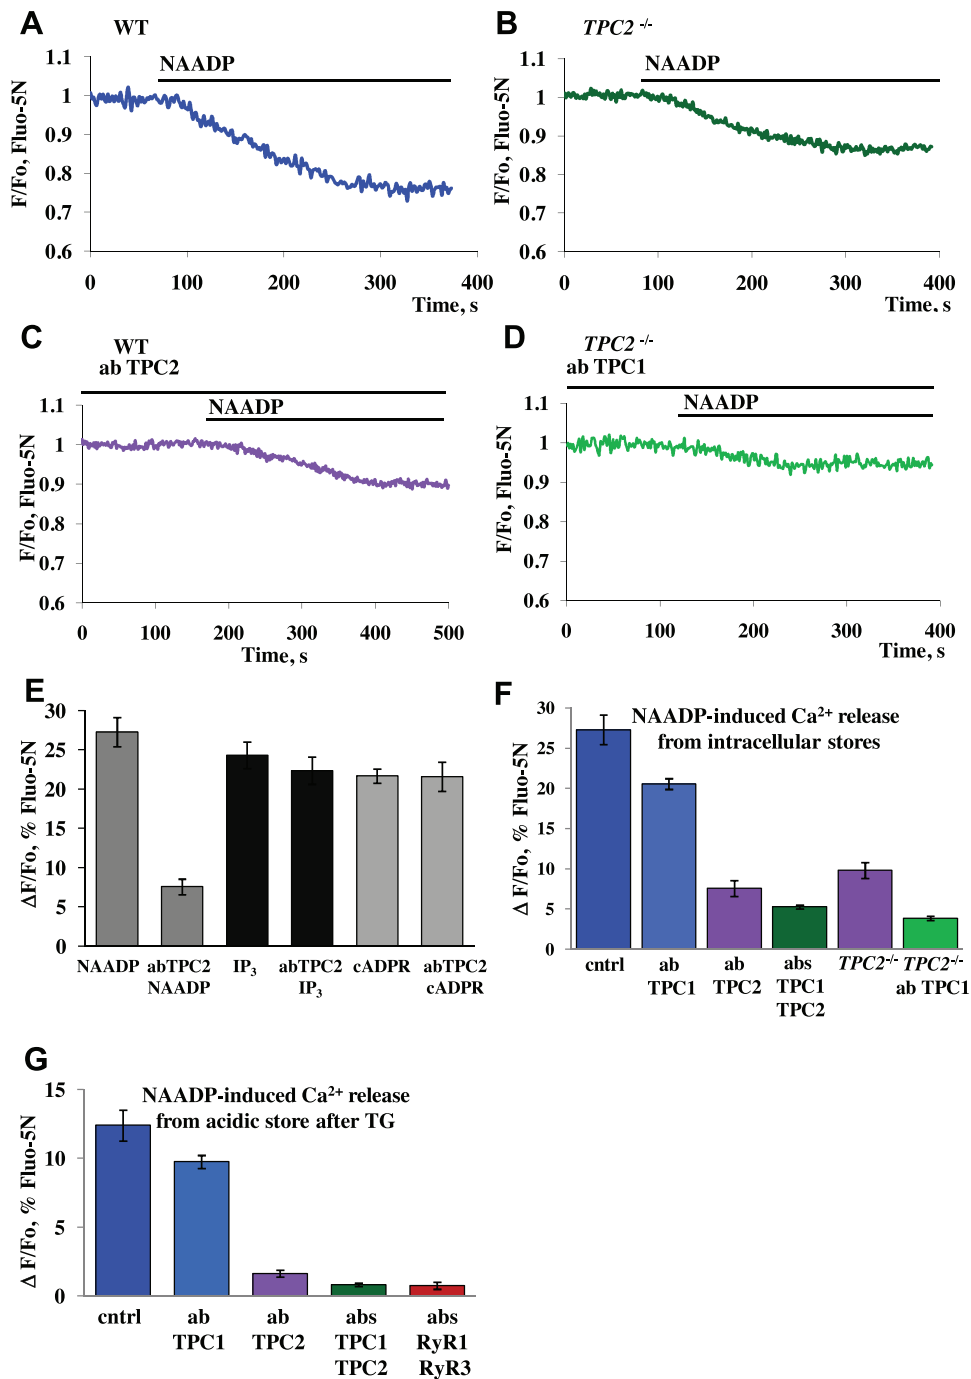 A
WT
NAADP
F/Fo, Fluo-5N
1.1
1
0.9
0.8
0.7
0.6
0 100 200 300 400
Time, s
B
TPC2 -/-
NAADP
F/Fo, Fluo-5N
1.1
1
0.9
0.8
0.7
0.6
0 100 200 300 400
Time, s
C
WT
ab TPC2
NAADP
F/Fo, Fluo-5N
1.1
1
0.9
0.8
0.7
0.6
0 100 200 300 400 500
Time, s
D
TPC2 -/-
ab TPC1
NAADP
F/Fo, Fluo-5N
1.1
1
0.9
0.8
0.7
0.6
0 100 200 300 400
Time, s
E
ΔF/Fo, % Fluo-5N
30
25
20
15
10
5
0
NAADP abTPC2 IP3 abTPC2 cADPR abTPC2
NAADP IP3 cADPR
F
NAADP-induced Ca2+ release
from intracellular stores
Δ F/Fo, % Fluo-5N
30
25
20
15
10
5
0
cntrl ab ab abs TPC2-/- TPC2-/-
TPC1 TPC2 TPC1 ab TPC1
TPC2
G
NAADP-induced Ca2+ release
from acidic store after TG
Δ F/Fo, % Fluo-5N
15
10
5
0
cntrl ab ab abs abs
TPC1 TPC2 TPC1 RyR1
TPC2 RyR3